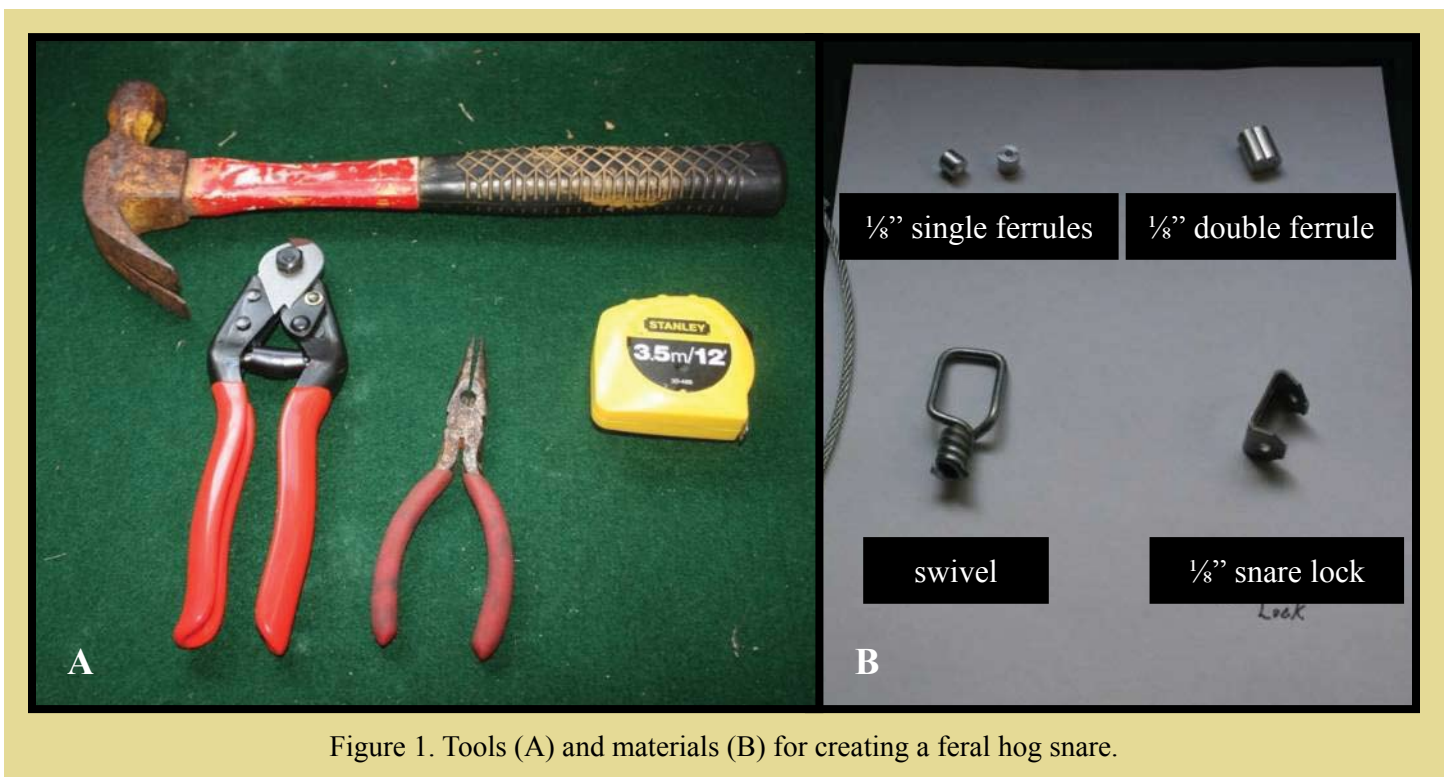 STANLEY
3.5m/12'
A
⅛” single ferrules
⅛” double ferrule
swivel
⅛” snare lock
Lock
B
Figure 1. Tools (A) and materials (B) for creating a feral hog snare.